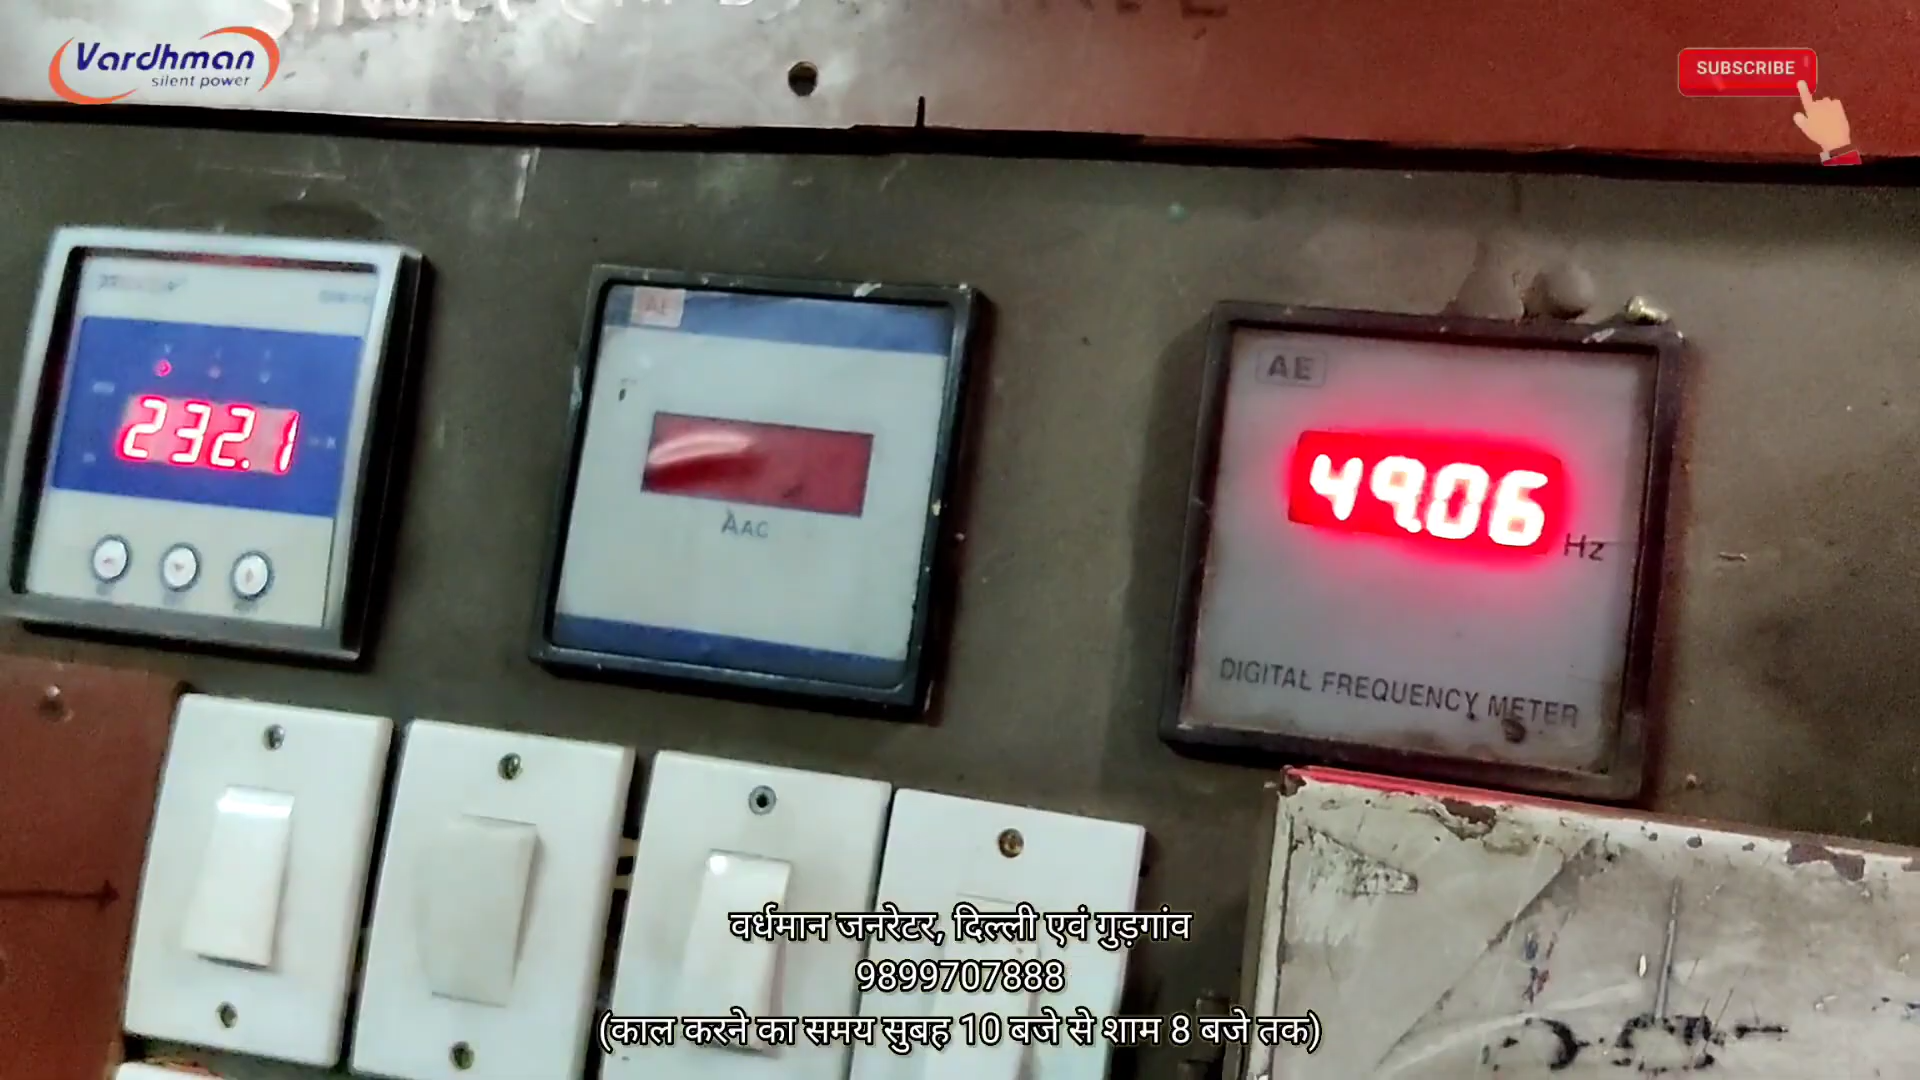 Vardhman
silent power
SUBSCRIBE
232.1
AE
AAC
AE
49.06
Hz
DIGITAL FREQUENCY METER
वर्धमान जनरेटर, दिल्ली एवं गुड़गांव
9899707888
(काल करने का समय सुबह 10 बजे से शाम 8 बजे तक)